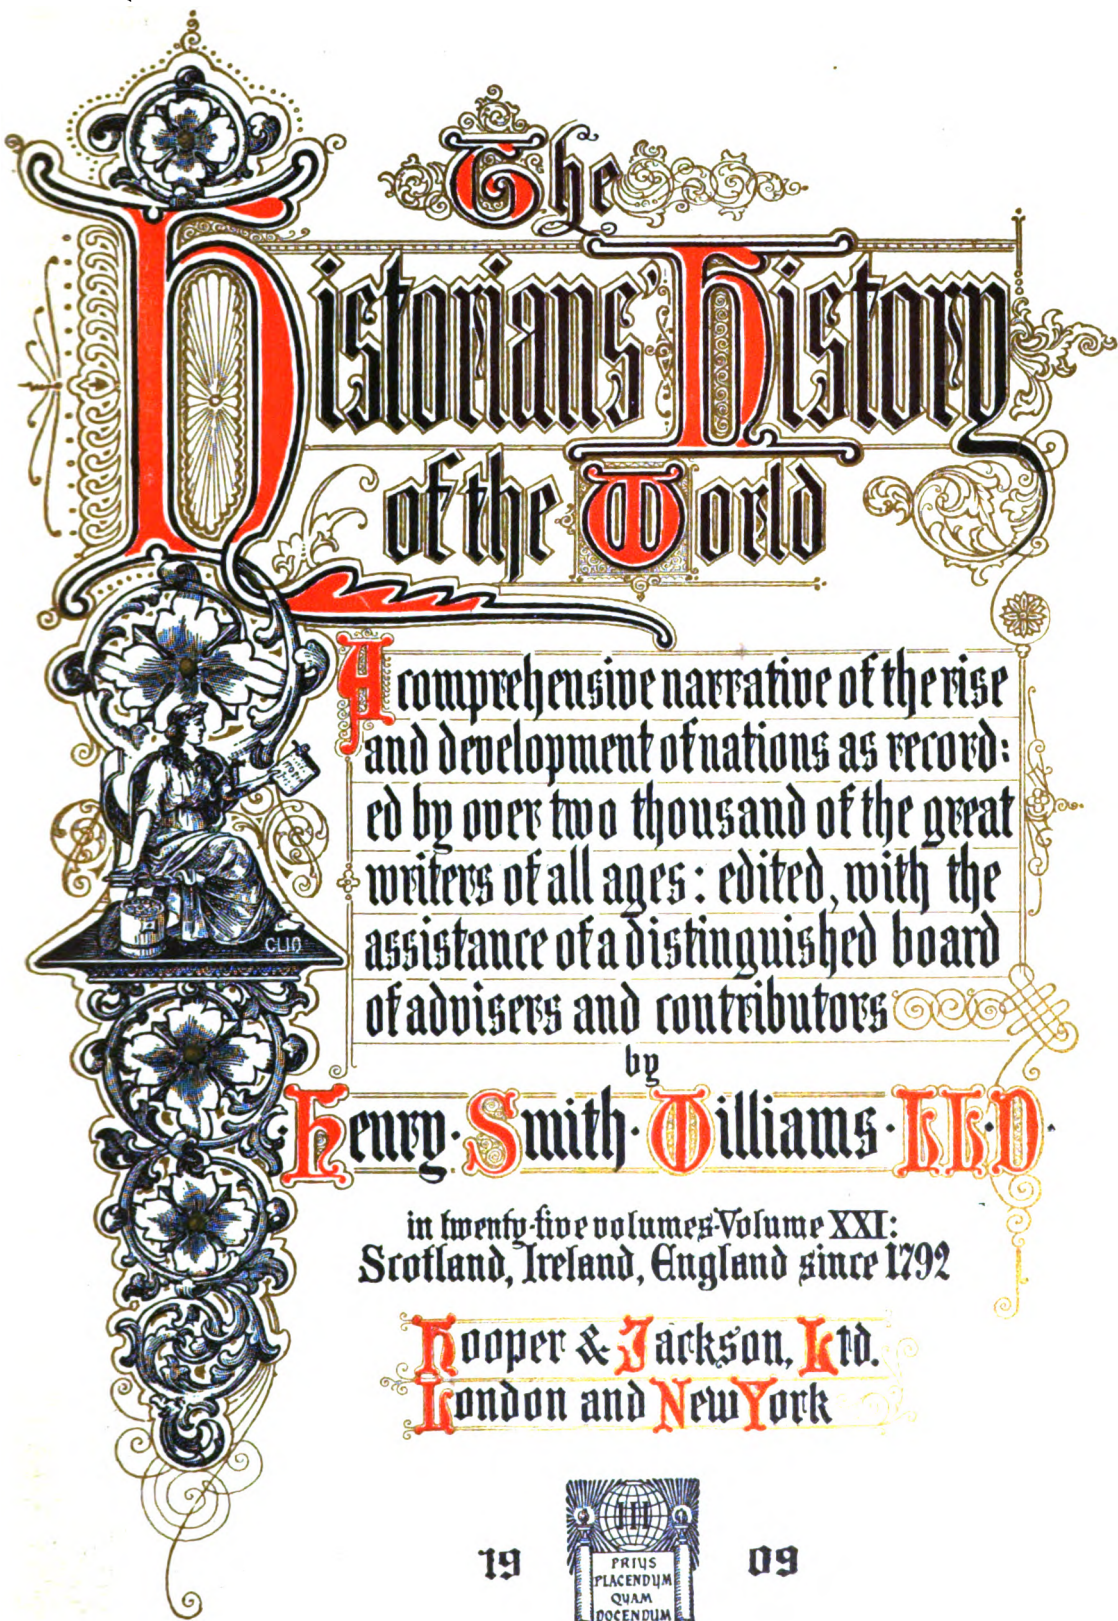 The
Historians' History
of the World
A comprehensive narrative of the rise
and development of nations as record:
ed by over two thousand of the great
writers of all ages: edited, with the
assistance of a distinguished board
of advisers and contributors
by
Henry · Smith · Williams · LL·D·
in twenty-five volumes-Volume XXI:
Scotland, Ireland, England since 1792
Hooper & Jackson, Ltd.
London and New York
CLIO
III
PRIUS
PLACENDUM
QUAM
DOCENDUM
1909